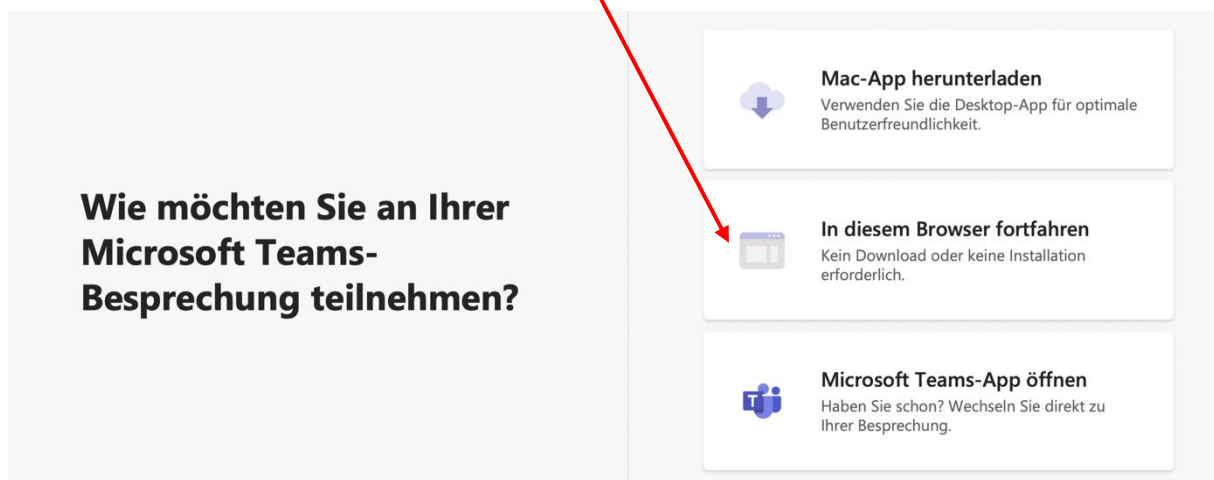 Wie möchten Sie an Ihrer
Microsoft Teams-
Besprechung teilnehmen?
Mac-App herunterladen
Verwenden Sie die Desktop-App für optimale
Benutzerfreundlichkeit.
In diesem Browser fortfahren
Kein Download oder keine Installation
erforderlich.
Microsoft Teams-App öffnen
Haben Sie schon? Wechseln Sie direkt zu
Ihrer Besprechung.